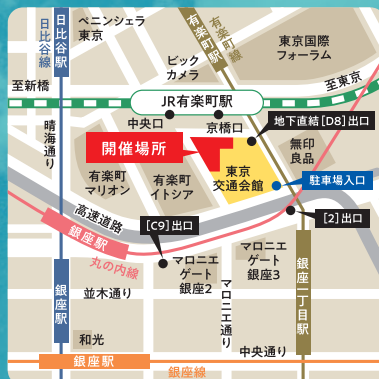 日比谷線
日比谷駅
ペニンシュラ
東京
有楽町駅
有楽町線
ビック
カメラ
東京国際
フォーラム
至新橋
至東京
JR有楽町駅
中央口
京橋口
地下直結[D8]出口
晴海通り
開催場所
無印
良品
有楽町
マリオン
有楽町
イトシア
東京
交通会館
駐車場入口
高速道路
[C9]出口
[2]出口
銀座駅
丸の内線
マロニエ
ゲート
銀座2
マロニエ
ゲート
銀座3
銀座駅
並木通り
マロニエ通り
銀座一丁目駅
和光
中央通り
銀座駅
銀座線